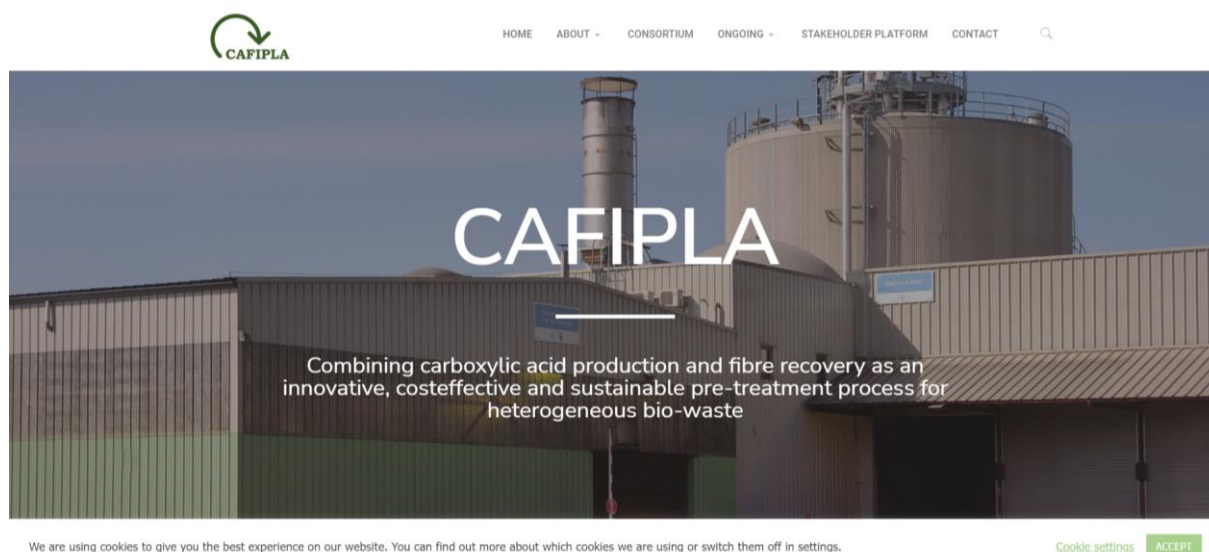 CAFIPLA
HOME
ABOUT +
CONSORTIUM
ONGOING +
STAKEHOLDER PLATFORM
CONTACT
CAFIPLA
Combining carboxylic acid production and fibre recovery as an
innovative, costeffective and sustainable pre-treatment process for
heterogeneous bio-waste
We are using cookies to give you the best experience on our website. You can find out more about which cookies we are using or switch them off in settings.
Cookie settings
ACCEPT